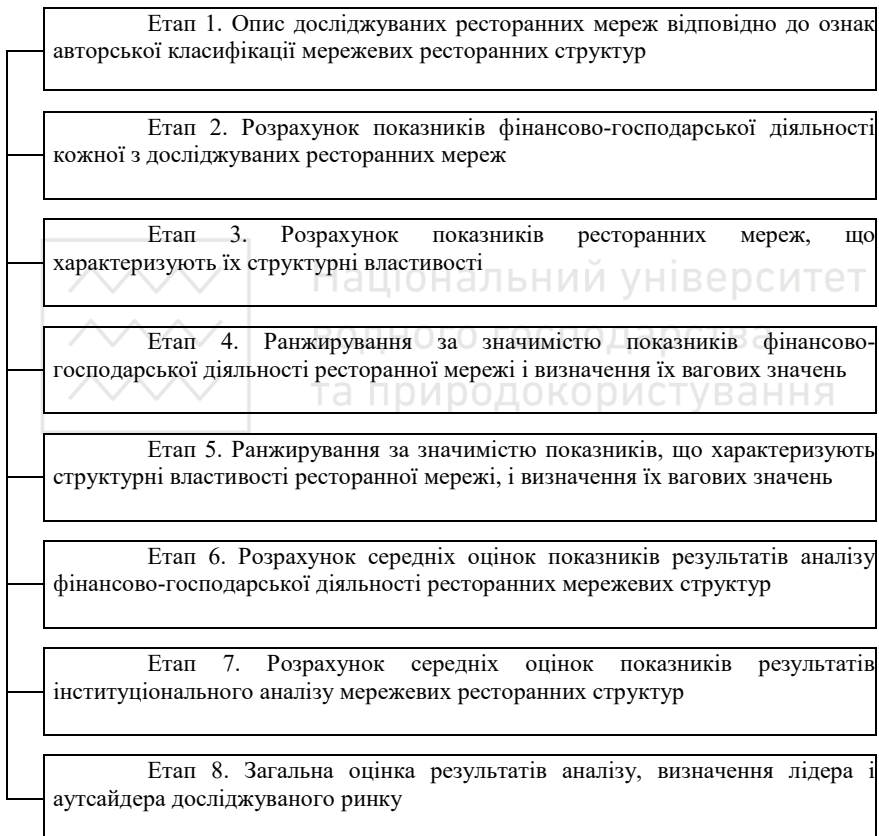 Етап 1. Опис досліджуваних ресторанних мереж відповідно до ознак
авторської класифікації мережевих ресторанних структур
Етап 2. Розрахунок показників фінансово-господарської діяльності
кожної з досліджуваних ресторанних мереж
Етап 3. Розрахунок показників ресторанних мереж, що
характеризують їх структурні властивості
Національний університет
водного господарства
Етап 4. Ранжирування за значимістю показників фінансово-
господарської діяльності ресторанної мережі і визначення їх вагових значень
та природокористування
Етап 5. Ранжирування за значимістю показників, що характеризують
структурні властивості ресторанної мережі, і визначення їх вагових значень
Етап 6. Розрахунок середніх оцінок показників результатів аналізу
фінансово-господарської діяльності ресторанних мережевих структур
Етап 7. Розрахунок середніх оцінок показників результатів
інституціонального аналізу мережевих ресторанних структур
Етап 8. Загальна оцінка результатів аналізу, визначення лідера і
аутсайдера досліджуваного ринку